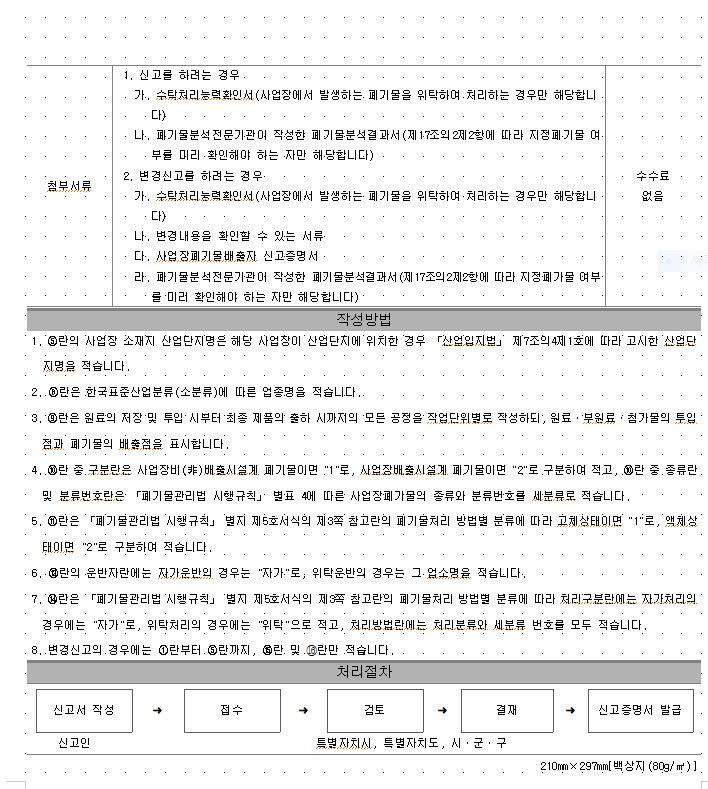 1. 신고를 하려는 경우
가. 수탁처리능력확인서(사업장에서 발생하는 폐기물을 위탁하여 처리하는 경우만 해당합니
다)
나. 폐기물분석전문기관이 작성한 폐기물분석결과서(제17조의2제2항에 따라 지정폐기물 여
부를 미리 확인해야 하는 자만 해당합니다)
2. 변경신고를 하려는 경우
첨부서류
수수료
없음
가. 수탁처리능력확인서(사업장에서 발생하는 폐기물을 위탁하여 처리하는 경우만 해당합니
다)
나. 변경내용을 확인할 수 있는 서류
다. 사업장폐기물배출자 신고증명서
라. 폐기물분석전문기관이 작성한 폐기물분석결과서(제17조의2제2항에 따라 지정폐기물 여부
를 미리 확인해야 하는 자만 해당합니다)
작성방법
1. ⑤란의 사업장 소재지 산업단지명은 해당 사업장이 산업단지에 위치한 경우 「산업입지법」 제7조의4제1호에 따라 고시한 산업단
지명을 적습니다.
2. 란은 한국표준산업분류(소분류)에 따른 업종명을 적습니다.
3. 란은 원료의 저장 및 투입 시부터 최종 제품의 출하 시까지의 모든 공정을 작업단위별로 작성하되, 원료ㆍ부원료ㆍ첨가물의 투입
점과 폐기물의 배출점을 표시합니다.
4. 란 중 구분란은 사업장비(非)배출시설계 폐기물이면 "1"로, 사업장배출시설계 폐기물이면 "2"로 구분하여 적고, 란 중 종류란
및 분류번호란은 「폐기물관리법 시행규칙」 별표 4에 따른 사업장폐기물의 종류와 분류번호를 세분류로 적습니다.
5. 란은 「폐기물관리법 시행규칙」 별지 제5호서식의 제3쪽 참고란의 폐기물처리 방법별 분류에 따라 고체상태이면 "1"로, 액체상
태이면 "2"로 구분하여 적습니다.
6. 란의 운반자란에는 자가운반의 경우는 "자가"로, 위탁운반의 경우는 그 업소명을 적습니다.
7. 란은 「폐기물관리법 시행규칙」 별지 제5호서식의 제3쪽 참고란의 폐기물처리 방법별 분류에 따라 처리구분란에는 자가처리의
경우에는 "자가"로, 위탁처리의 경우에는 "위탁"으로 적고, 처리방법란에는 처리분류와 세분류 번호를 모두 적습니다.
8. 변경신고의 경우에는 ①란부터 ⑤란까지, 란 및 란만 적습니다.
처리절차
신고서 작성 → 접수 → 검토 → 결재 → 신고증명서 발급
신고인 특별자치시, 특별자치도, 시ㆍ군ㆍ구
210㎜×297㎜[백상지(80g/㎡)]